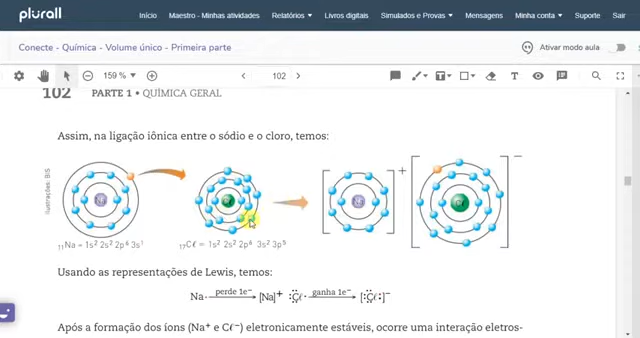 plurall
Início Maestro - Minhas atividades Relatórios Livros digitais Simulados e Provas Mensagens Minha conta Suporte Sair
Conecte - Química - Volume único - Primeira parte Ativar modo aula
159 % 102
102 PARTE 1 • QUÍMICA GERAL
Assim, na ligação iônica entre o sódio e o cloro, temos:
Ilustrações: BIS
₁₁Na = 1s² 2s² 2p⁶ 3s¹ ₁₇Cℓ = 1s² 2s² 2p⁶ 3s² 3p⁵
Usando as representações de Lewis, temos:
Na· perde 1e⁻ [Na]⁺ :C̈ℓ· ganha 1e⁻ [:C̈ℓ:]⁻
Após a formação dos íons (Na⁺ e Cℓ⁻) eletronicamente estáveis, ocorre uma interação eletros-